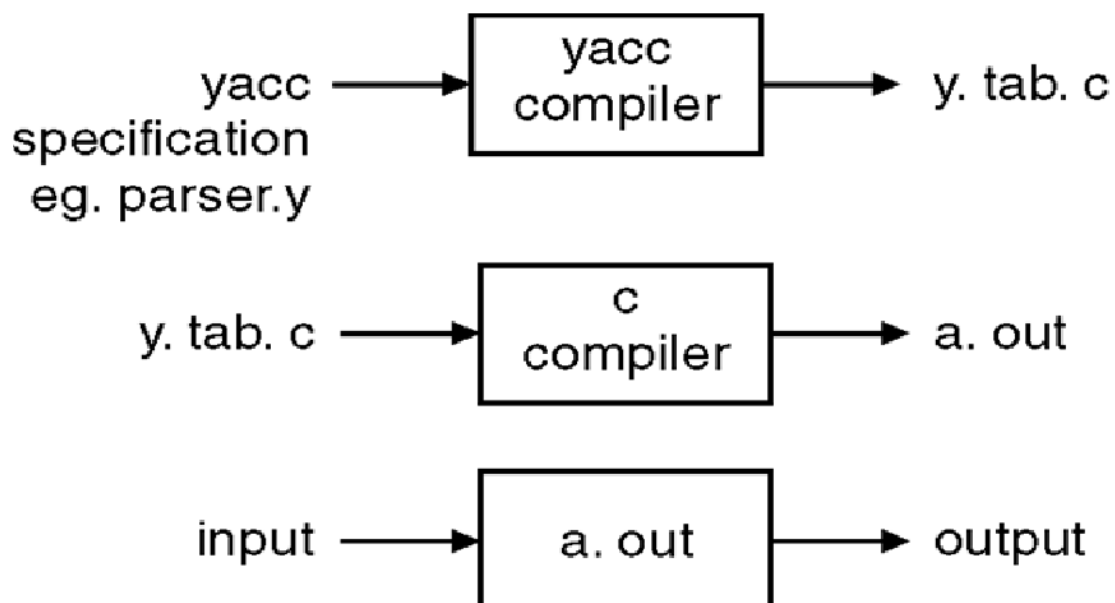 yacc
specification
eg. parser.y
yacc
compiler
y. tab. c
y. tab. c
c
compiler
a. out
input
a. out
output